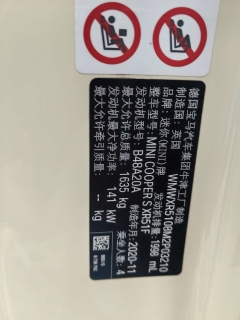 德国宝马汽车集团牛津工厂制造
制造国: 英国 WMWXR5108M2P03210
品牌: 迷你(MINI)牌 发动机排量: 1998 mL
整车型号: MINI COOPER S XR51F
发动机型号: B48A20A
最大允许总质量: 1635 kg 制造年月: 2020-11
发动机最大净功率: 141 kW 乘坐人数: 4
最大允许牵引质量: -- kg